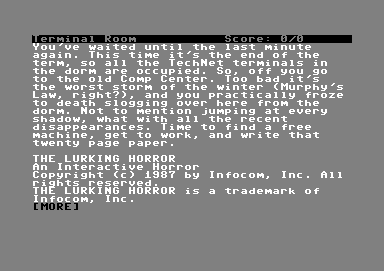 Terminal Room Score: 0/0
You've waited until the last minute
again. This time it's the end of the
term, so all the TechNet terminals in
the dorm are occupied. So, off you go
to the old Comp Center. Too bad it's
the worst storm of the winter (Murphy's
Law, right?), and you practically froze
to death slogging over here from the
dorm. Not to mention jumping at every
shadow, what with all the recent
disappearances. Time to find a free
machine, get to work, and write that
twenty page paper.
THE LURKING HORROR
An Interactive Horror
Copyright (c) 1987 by Infocom, Inc. All
rights reserved.
THE LURKING HORROR is a trademark of
Infocom, Inc.
[MORE]